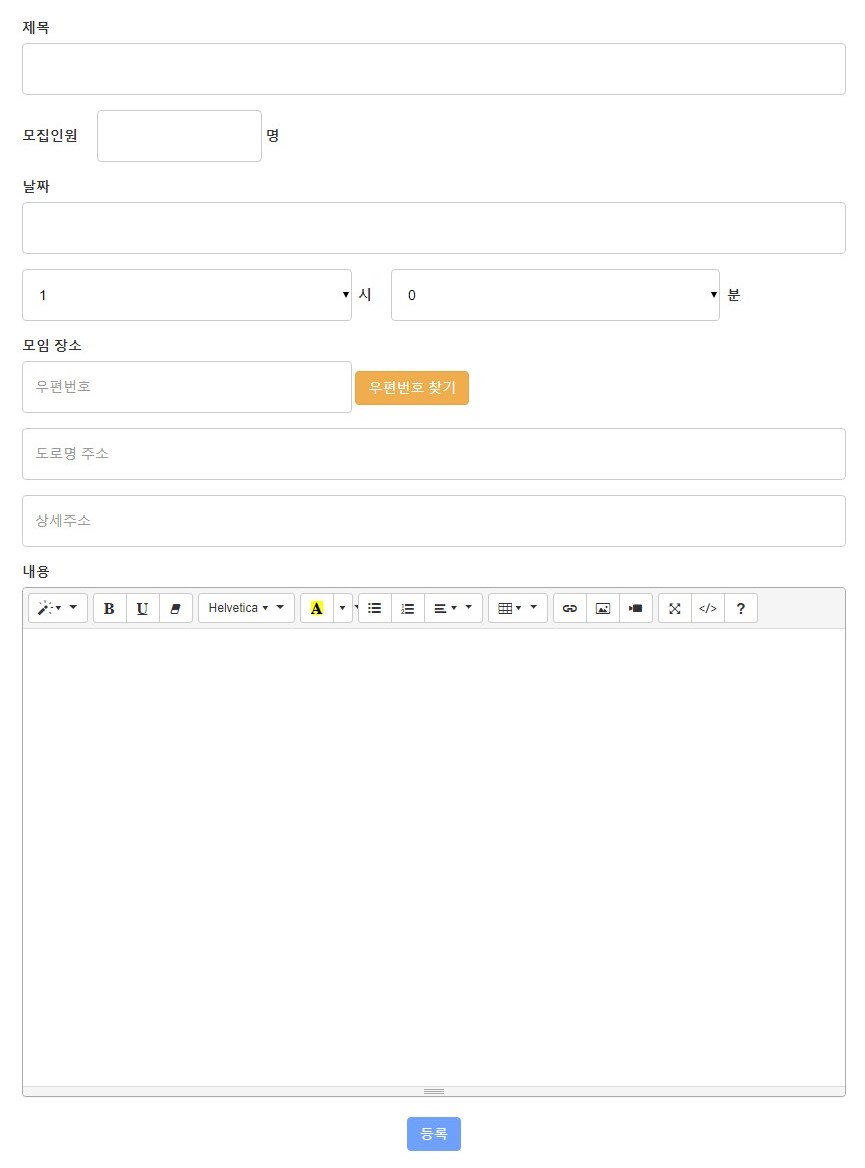 제목
모집인원 명
날짜
1 시 0 분
모임 장소
우편번호 우편번호 찾기
도로명 주소
상세주소
내용
B U Helvetica A </> ?
등록